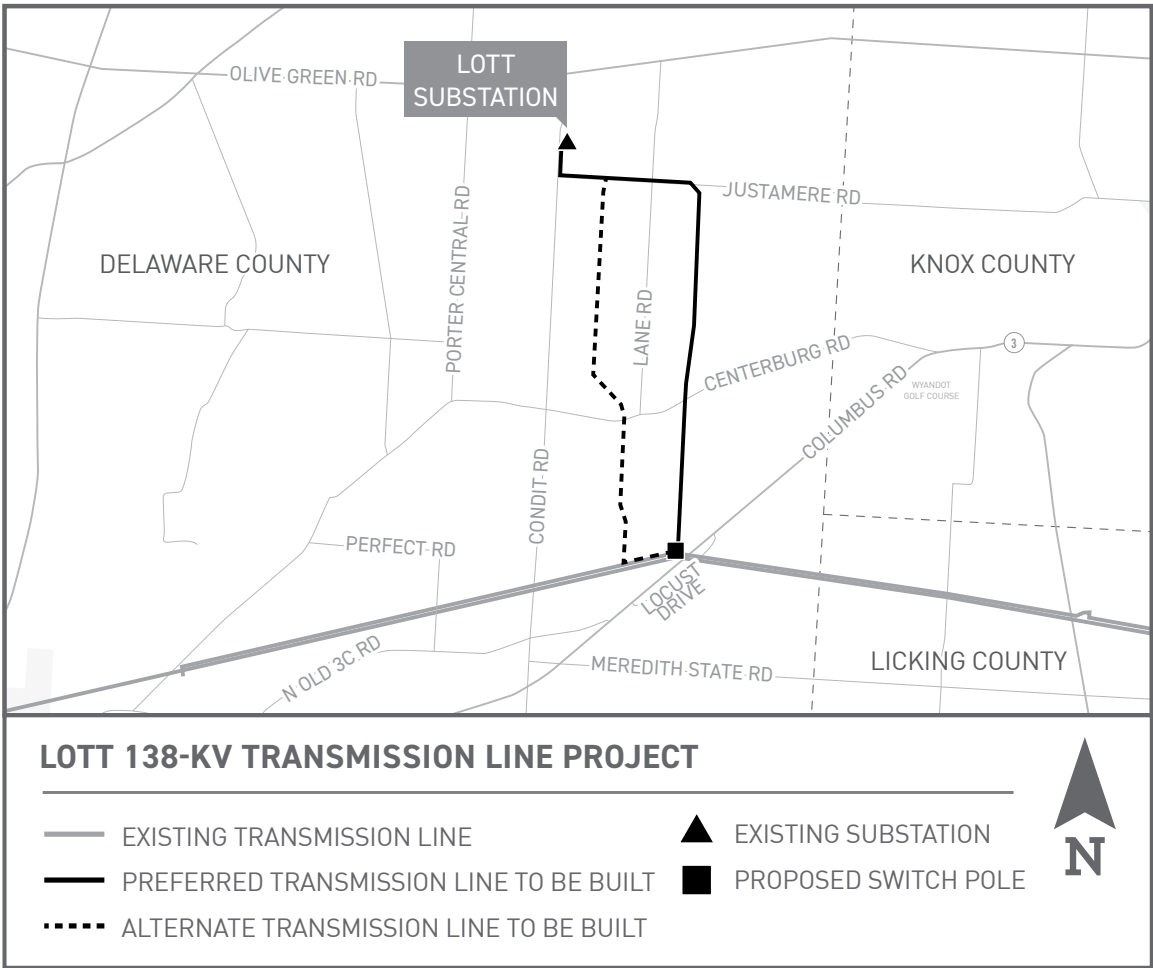 LOTT
SUBSTATION
OLIVE GREEN RD
JUSTAMERE RD
PORTER CENTRAL RD
DELAWARE COUNTY
KNOX COUNTY
LANE RD
CENTERBURG RD
3
COLUMBUS RD
WYANDOT
GOLF COURSE
CONDIT RD
PERFECT RD
LOCUST
DRIVE
N OLD 3C RD
MEREDITH STATE RD
LICKING COUNTY
LOTT 138-KV TRANSMISSION LINE PROJECT
EXISTING TRANSMISSION LINE
PREFERRED TRANSMISSION LINE TO BE BUILT
ALTERNATE TRANSMISSION LINE TO BE BUILT
EXISTING SUBSTATION
PROPOSED SWITCH POLE
N